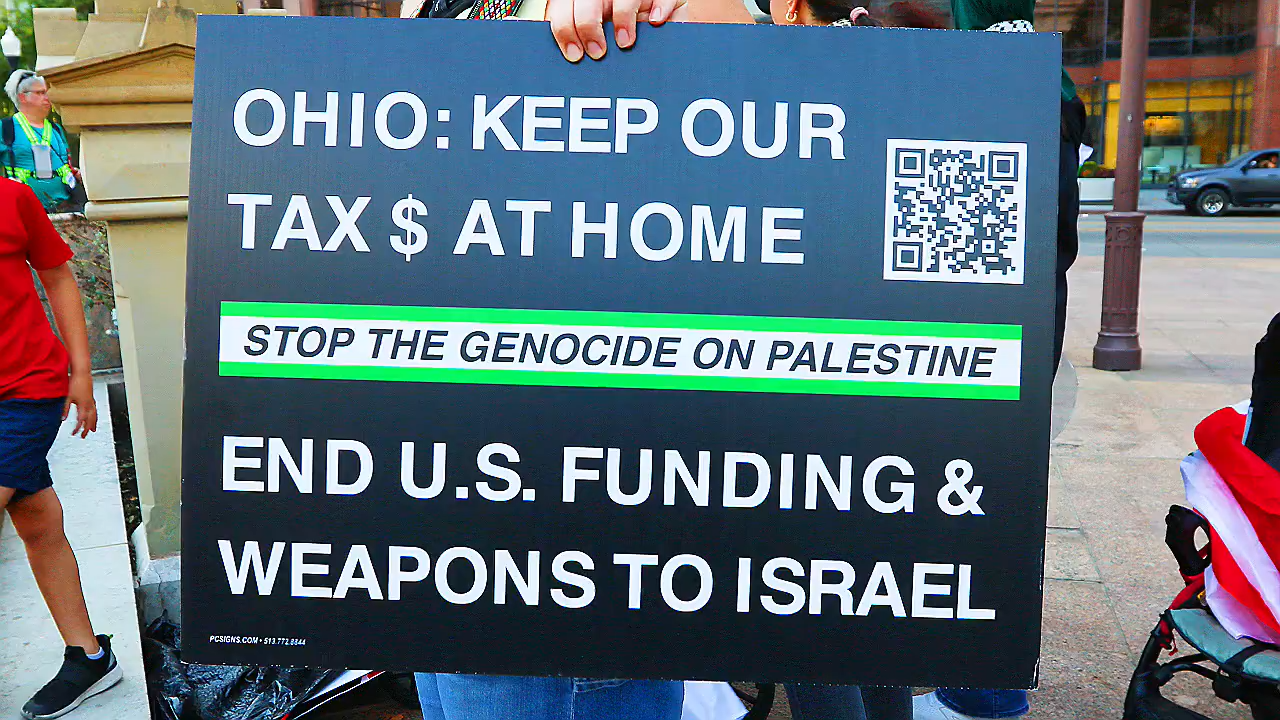 OHIO: KEEP OUR
TAX $ AT HOME
STOP THE GENOCIDE ON PALESTINE
END U.S. FUNDING &
WEAPONS TO ISRAEL
PCSIGNS.COM • 513.772.8844